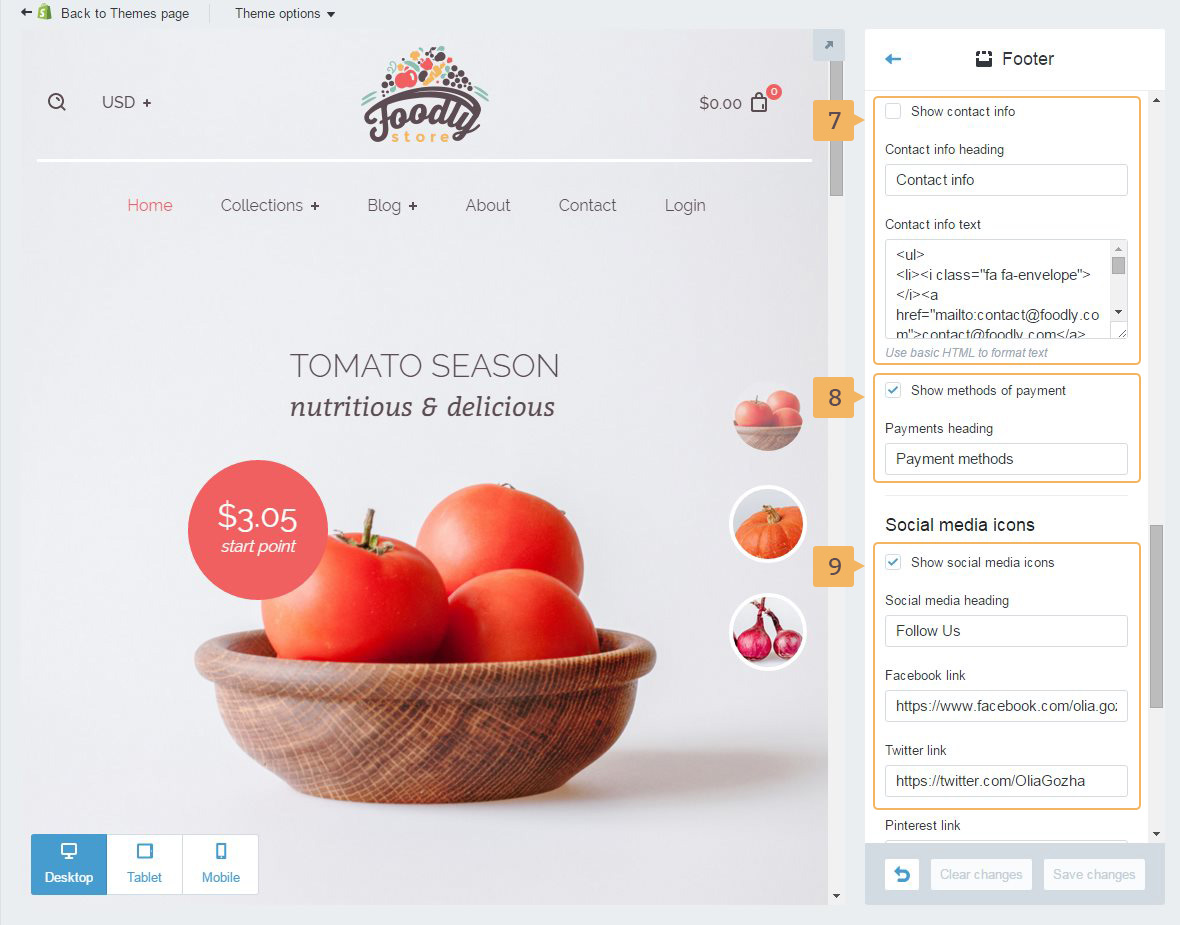 Back to Themes page
Theme options
USD +
Foodly
store
$0.00
0
Home
Collections +
Blog +
About
Contact
Login
TOMATO SEASON
nutritious & delicious
$3.05
start point
Desktop
Tablet
Mobile
Footer
7
Show contact info
Contact info heading
Contact info
Contact info text
<ul>
<li><i class="fa fa-envelope">
</i><a
href="mailto:contact@foodly.co
m">contact@foodly.com</a>
Use basic HTML to format text
8
Show methods of payment
Payments heading
Payment methods
Social media icons
9
Show social media icons
Social media heading
Follow Us
Facebook link
https://www.facebook.com/olia.goz
Twitter link
https://twitter.com/OliaGozha
Pinterest link
Clear changes
Save changes